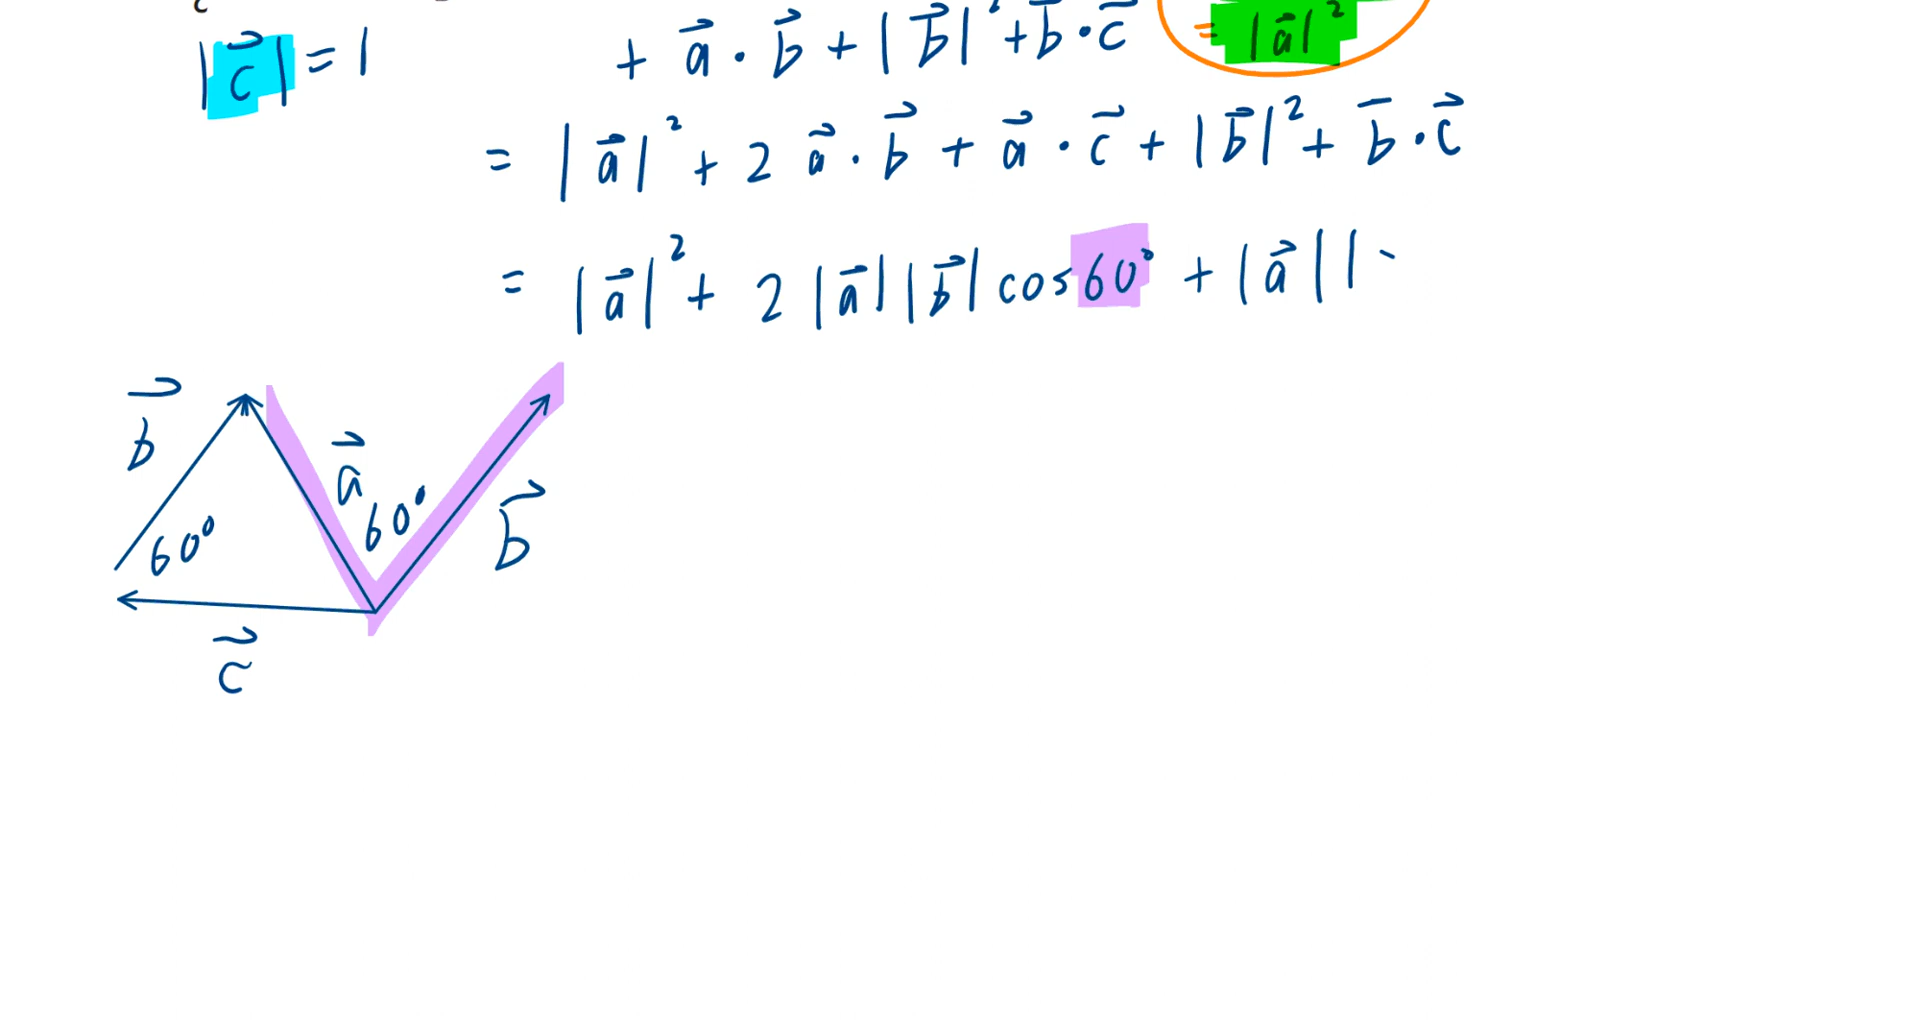 c
|c⃗| = 1
+ a⃗ · b⃗ + |b⃗|² + b⃗ · c⃗
= |a⃗|²
= |a⃗|² + 2 a⃗ · b⃗ + a⃗ · c⃗ + |b⃗|² + b⃗ · c⃗
= |a⃗|² + 2 |a⃗| |b⃗| cos 60° + |a⃗| |
b⃗
a⃗
60°
60°
b⃗
c⃗